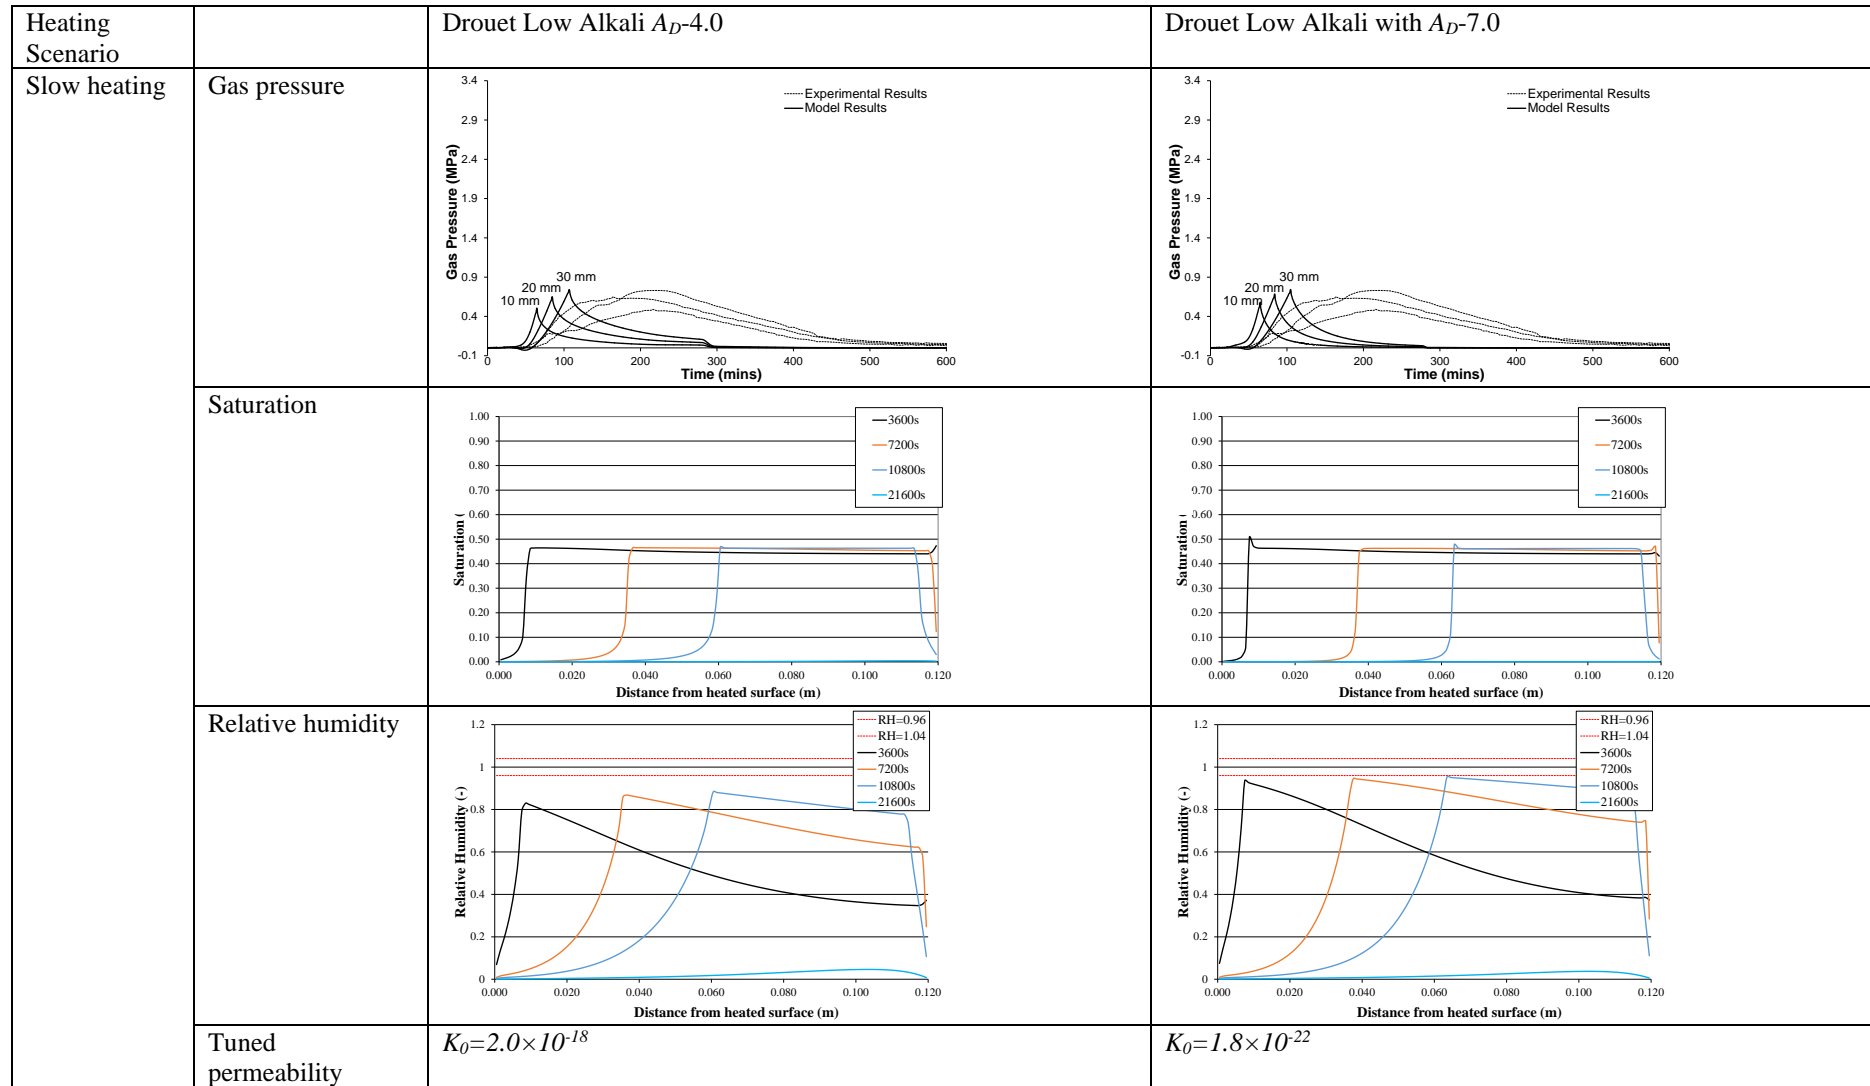 Heating
Scenario
Drouet Low Alkali A_D-4.0
Drouet Low Alkali with A_D-7.0
Slow heating
Gas pressure
3.4
2.9
2.4
1.9
1.4
0.9
0.4
-0.1
Gas Pressure (MPa)
Experimental Results
Model Results
30 mm
20 mm
10 mm
0 100 200 300 400 500 600
Time (mins)
3.4
2.9
2.4
1.9
1.4
0.9
0.4
-0.1
Gas Pressure (MPa)
Experimental Results
Model Results
30 mm
20 mm
10 mm
0 100 200 300 400 500 600
Time (mins)
Saturation
1.00
0.90
0.80
0.70
0.60
0.50
0.40
0.30
0.20
0.10
0.00
Saturation (
3600s
7200s
10800s
21600s
0.000 0.020 0.040 0.060 0.080 0.100 0.120
Distance from heated surface (m)
1.00
0.90
0.80
0.70
0.60
0.50
0.40
0.30
0.20
0.10
0.00
Saturation (
3600s
7200s
10800s
21600s
0.000 0.020 0.040 0.060 0.080 0.100 0.120
Distance from heated surface (m)
Relative humidity
1.2
1
0.8
0.6
0.4
0.2
0
Relative Humidity (-)
RH=0.96
RH=1.04
3600s
7200s
10800s
21600s
0.000 0.020 0.040 0.060 0.080 0.100 0.120
Distance from heated surface (m)
1.2
1
0.8
0.6
0.4
0.2
0
Relative Humidity (-)
RH=0.96
RH=1.04
3600s
7200s
10800s
21600s
0.000 0.020 0.040 0.060 0.080 0.100 0.120
Distance from heated surface (m)
Tuned
permeability
K₀=2.0×10⁻¹⁸
K₀=1.8×10⁻²²